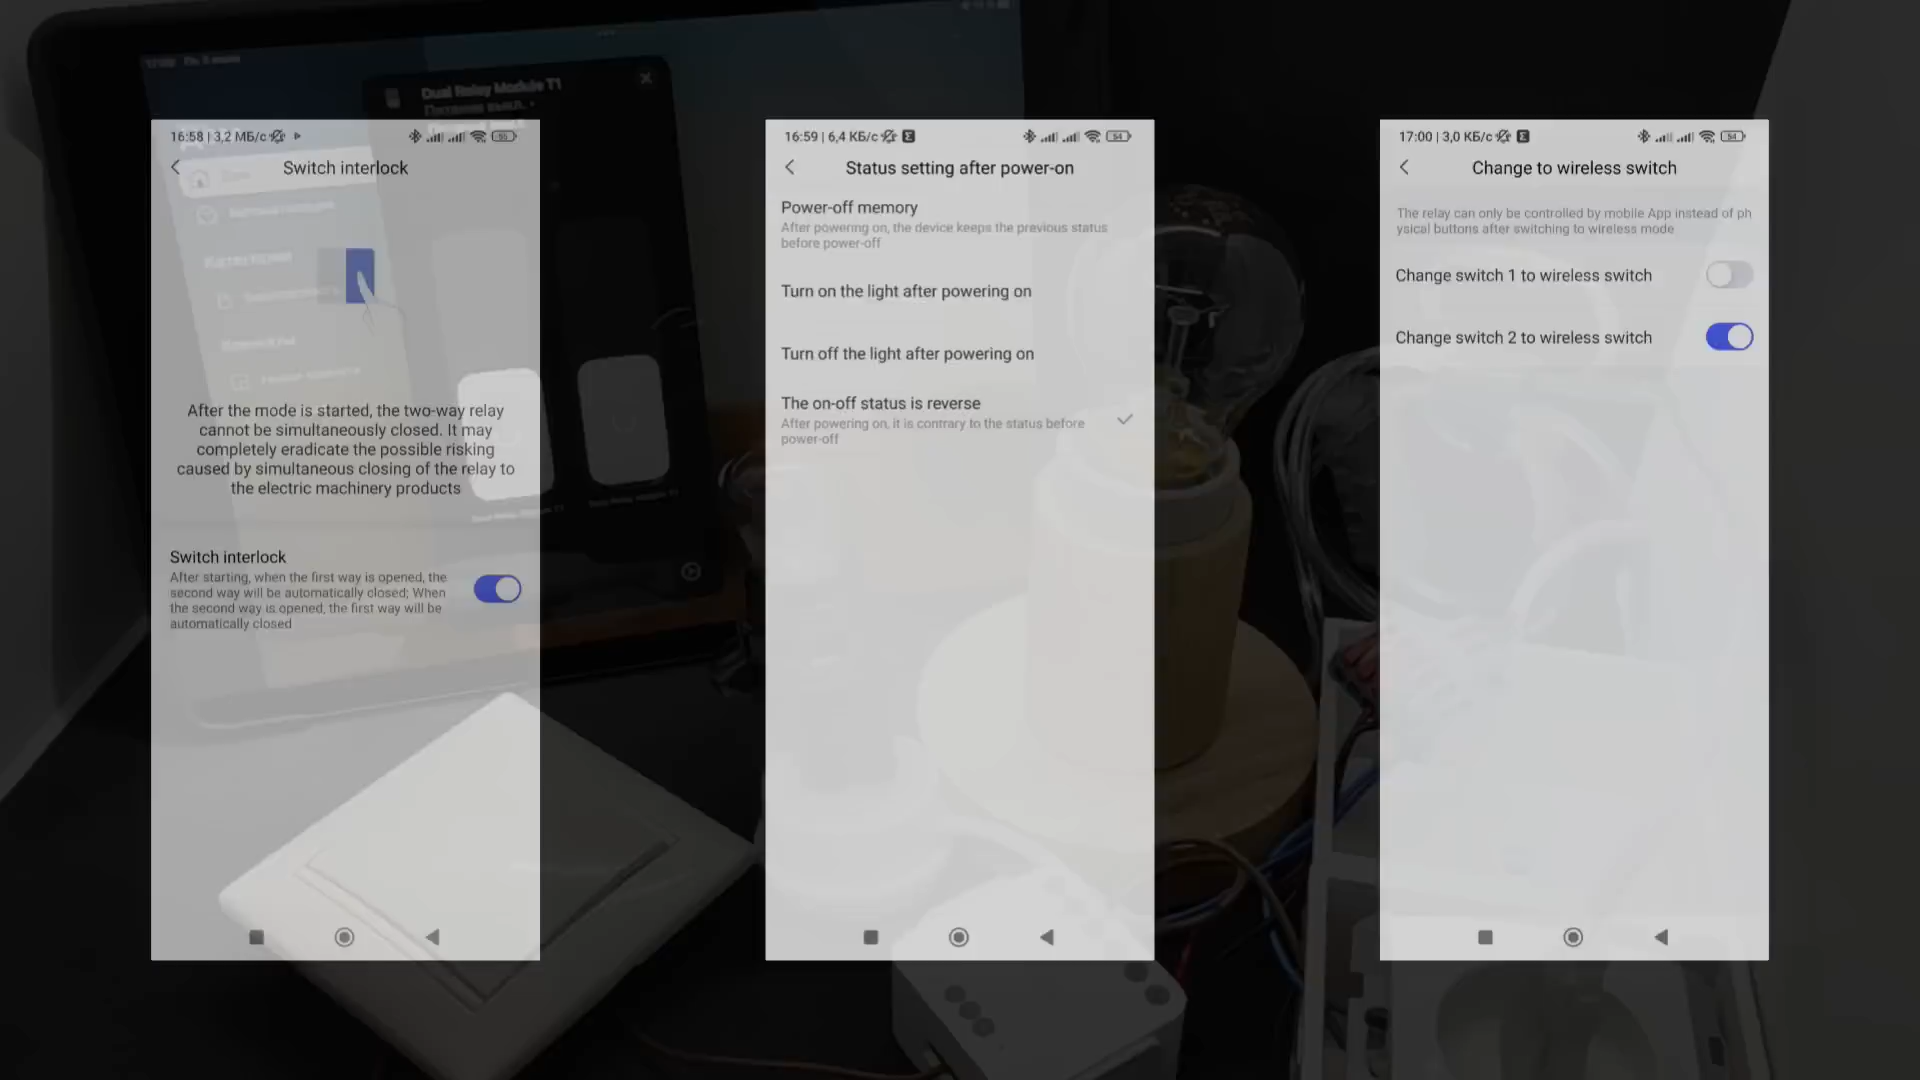 Dual Relay Module T1
16:58 | 3,2 МБ/с
55
Switch interlock
After the mode is started, the two-way relay
cannot be simultaneously closed. It may
completely eradicate the possible risking
caused by simultaneous closing of the relay to
the electric machinery products
Switch interlock
After starting, when the first way is opened, the
second way will be automatically closed; When
the second way is opened, the first way will be
automatically closed
16:59 | 6,4 КБ/с
54
Status setting after power-on
Power-off memory
After powering on, the device keeps the previous status
before power-off
Turn on the light after powering on
Turn off the light after powering on
The on-off status is reverse
After powering on, it is contrary to the status before
power-off
17:00 | 3,0 КБ/с
54
Change to wireless switch
The relay can only be controlled by mobile App instead of ph
ysical buttons after switching to wireless mode
Change switch 1 to wireless switch
Change switch 2 to wireless switch